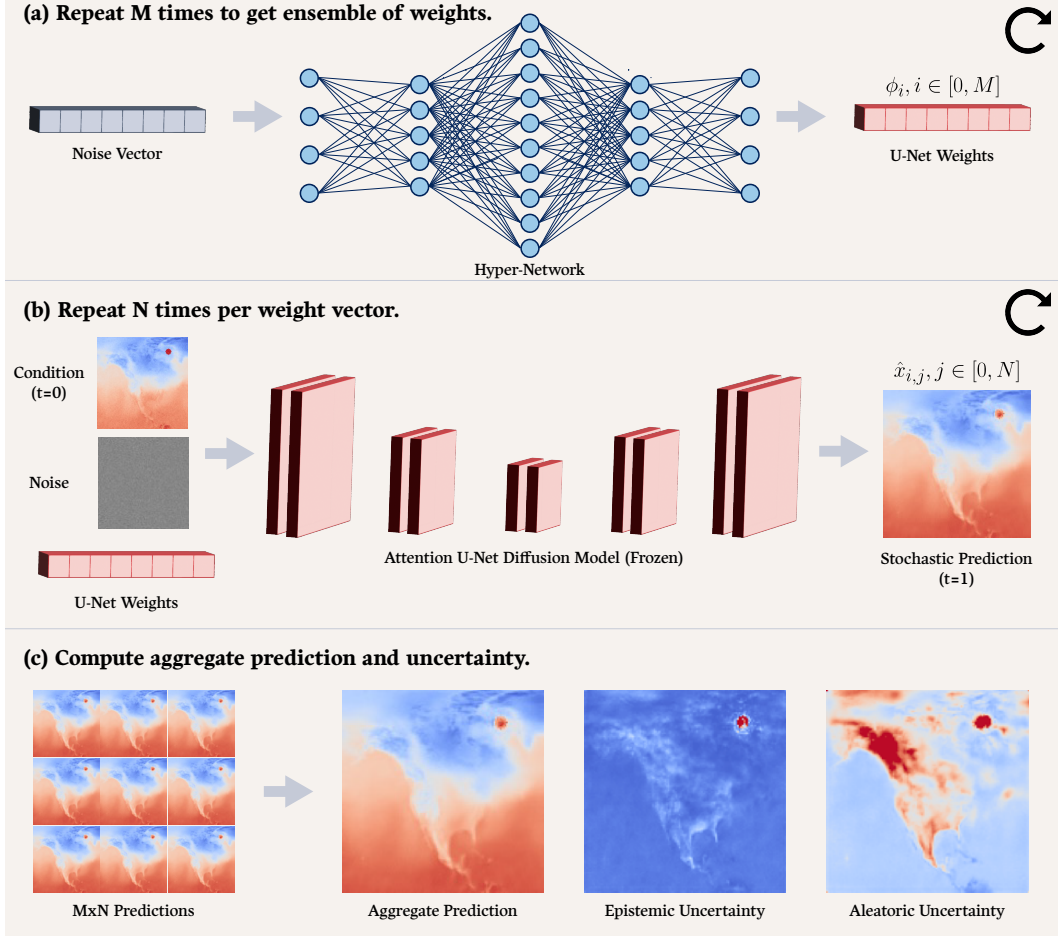 (a) Repeat M times to get ensemble of weights.
ϕ_i, i ∈ [0, M]
Noise Vector
U-Net Weights
Hyper-Network
(b) Repeat N times per weight vector.
Condition
(t=0)
x̂_{i,j}, j ∈ [0, N]
Noise
Attention U-Net Diffusion Model (Frozen)
Stochastic Prediction
(t=1)
U-Net Weights
(c) Compute aggregate prediction and uncertainty.
MxN Predictions
Aggregate Prediction
Epistemic Uncertainty
Aleatoric Uncertainty